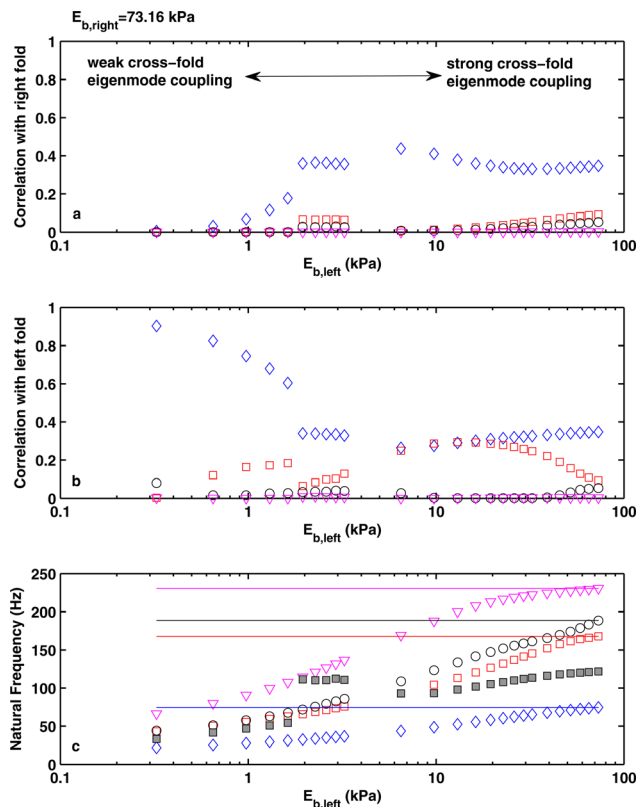 E_b,right=73.16 kPa
1
0.8
0.6
0.4
0.2
0
Correlation with right fold
weak cross−fold
eigenmode coupling
strong cross−fold
eigenmode coupling
a
0.1
1
10
100
E_b,left (kPa)
1
0.8
0.6
0.4
0.2
0
Correlation with left fold
b
0.1
1
10
100
E_b,left (kPa)
250
200
150
100
50
0
Natural Frequency (Hz)
c
0.1
1
10
100
E_b,left (kPa)